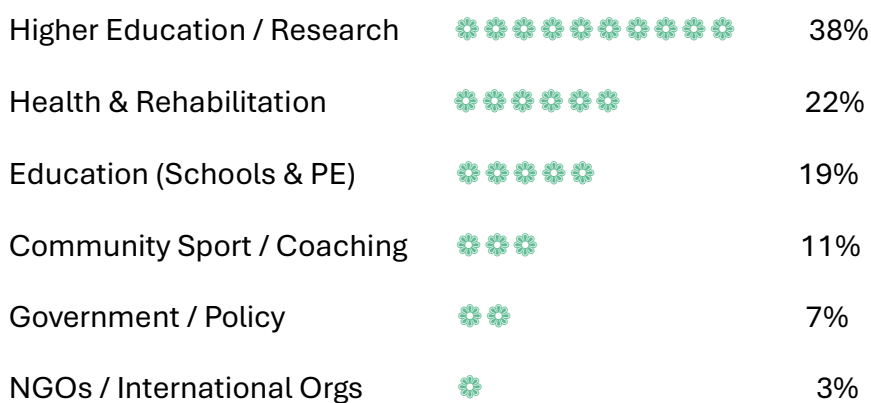 Higher Education / Research 38%
Health & Rehabilitation 22%
Education (Schools & PE) 19%
Community Sport / Coaching 11%
Government / Policy 7%
NGOs / International Orgs 3%